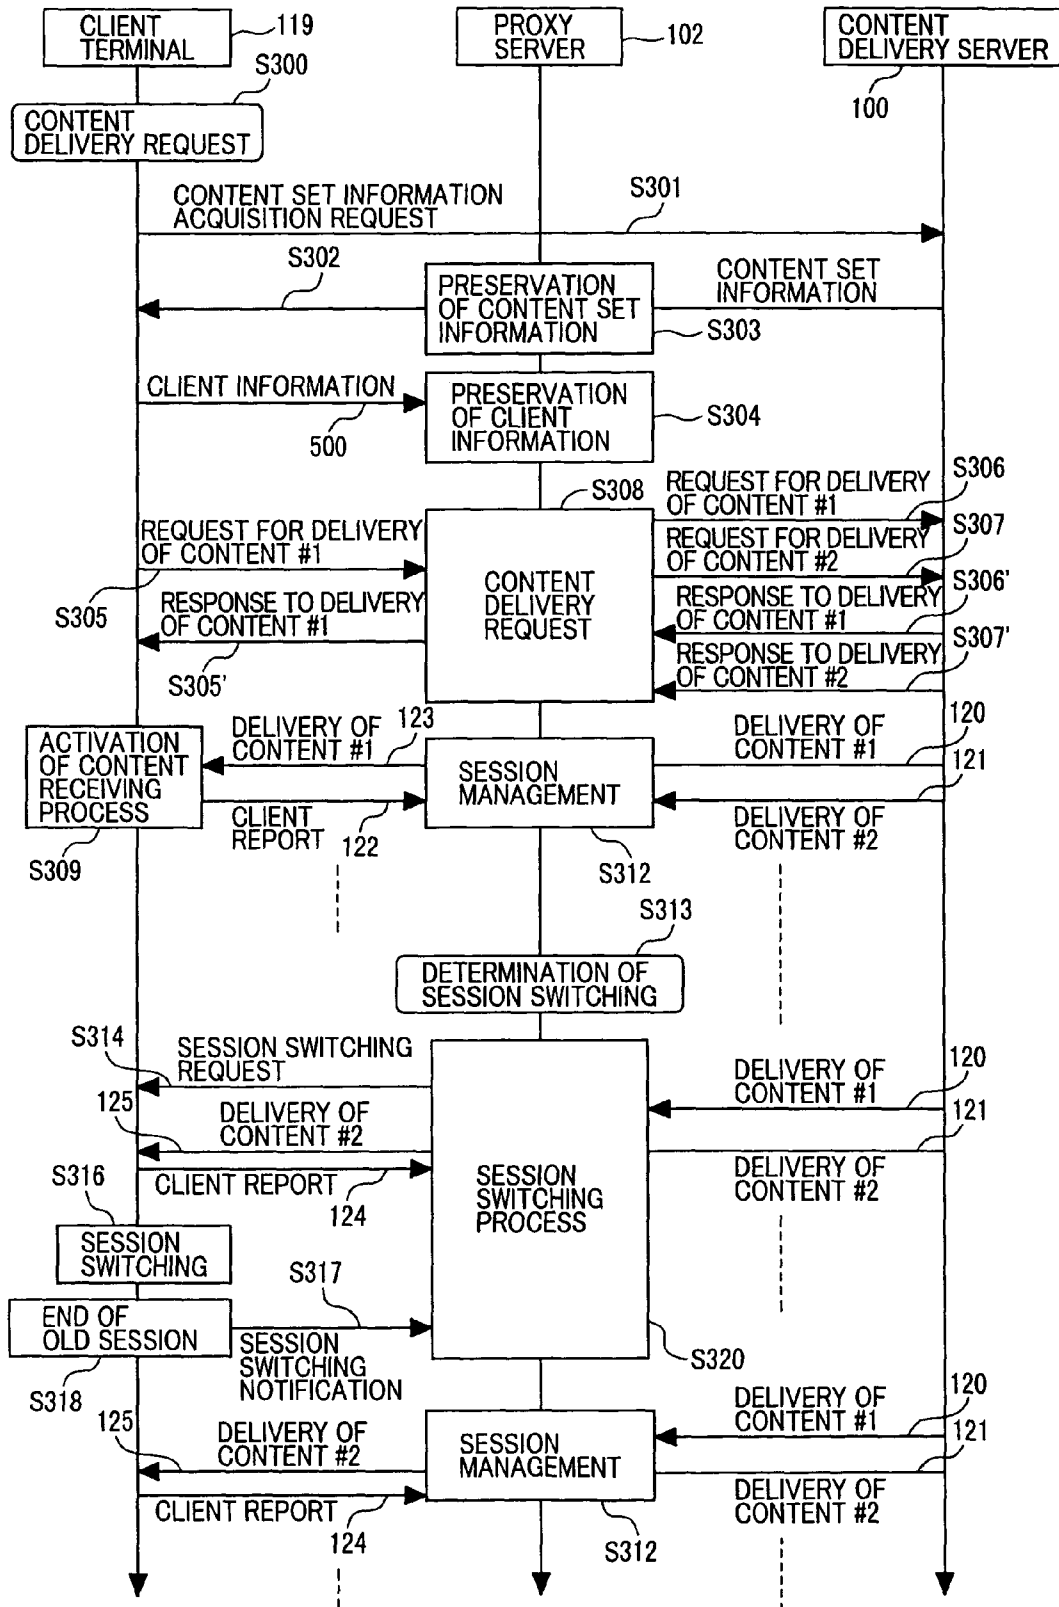 CLIENT
TERMINAL
119
PROXY
SERVER
102
CONTENT
DELIVERY SERVER
100
S300
CONTENT
DELIVERY REQUEST
CONTENT SET INFORMATION
ACQUISITION REQUEST
S301
S302
PRESERVATION
OF CONTENT SET
INFORMATION
CONTENT SET
INFORMATION
S303
CLIENT INFORMATION
500
PRESERVATION
OF CLIENT
INFORMATION
S304
S308
REQUEST FOR DELIVERY
OF CONTENT #1
S306
REQUEST FOR DELIVERY
OF CONTENT #1
S305
CONTENT
DELIVERY
REQUEST
REQUEST FOR DELIVERY
OF CONTENT #2
S307
RESPONSE TO DELIVERY
OF CONTENT #1
S305'
RESPONSE TO DELIVERY
OF CONTENT #1
S306'
RESPONSE TO DELIVERY
OF CONTENT #2
S307'
ACTIVATION
OF CONTENT
RECEIVING
PROCESS
S309
DELIVERY OF
CONTENT #1
123
CLIENT
REPORT
122
SESSION
MANAGEMENT
S312
DELIVERY OF
CONTENT #1
120
121
DELIVERY OF
CONTENT #2
S313
DETERMINATION OF
SESSION SWITCHING
S314
SESSION SWITCHING
REQUEST
DELIVERY OF
CONTENT #1
120
125
DELIVERY OF
CONTENT #2
121
DELIVERY OF
CONTENT #2
CLIENT REPORT
124
SESSION
SWITCHING
PROCESS
S316
SESSION
SWITCHING
S317
END OF
OLD SESSION
S318
SESSION
SWITCHING
NOTIFICATION
S320
DELIVERY OF
CONTENT #1
120
125
DELIVERY OF
CONTENT #2
SESSION
MANAGEMENT
121
CLIENT REPORT
124
S312
DELIVERY OF
CONTENT #2